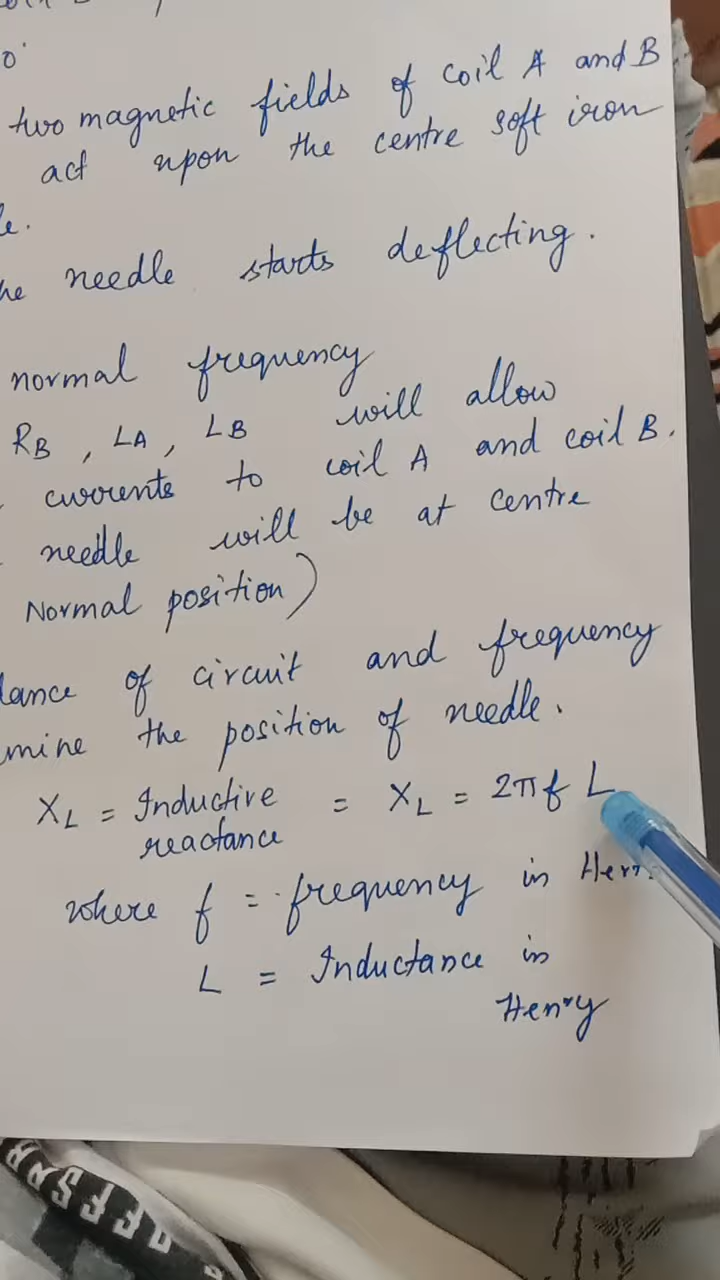 two magnetic fields of coil A and B
act upon the centre soft iron
needle starts deflecting.
normal frequency
RB, LA, LB will allow
currents to coil A and coil B.
needle will be at centre
Normal position)
of circuit and frequency
the position of needle.
XL = Inductive reactance = XL = 2πf L
where f = frequency in
L = Inductance in
Henry